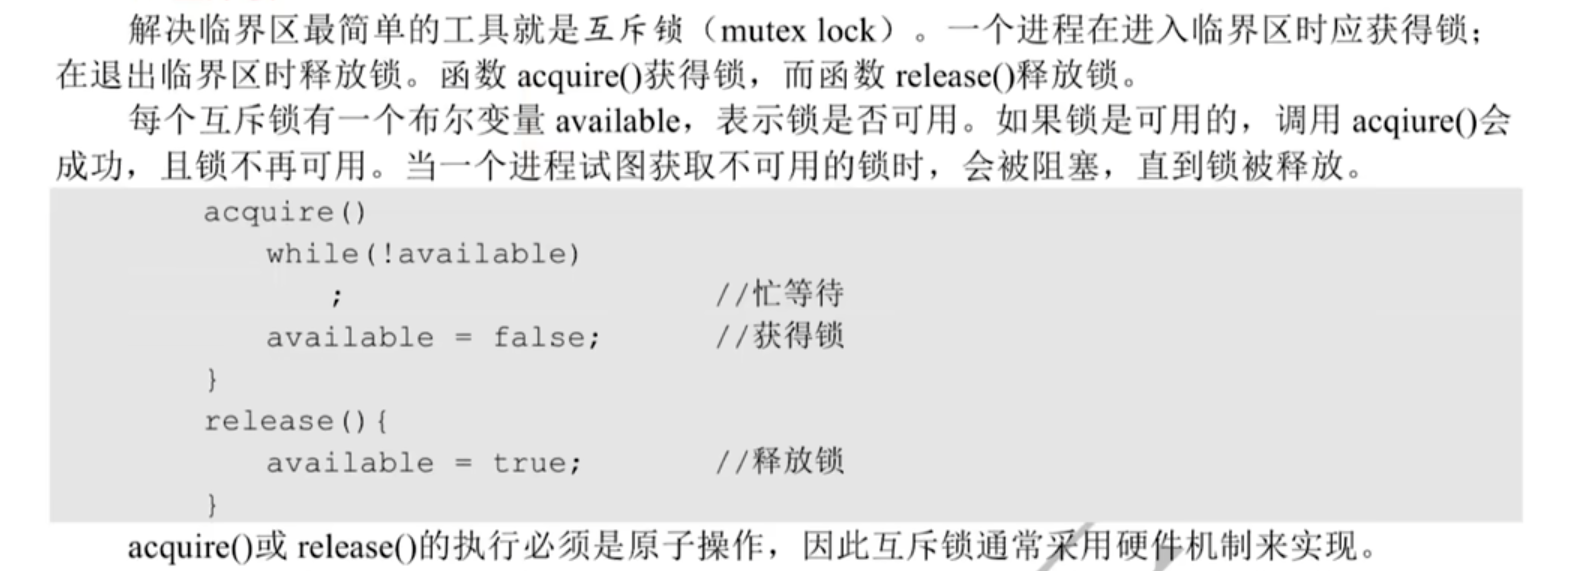 解决临界区最简单的工具就是互斥锁（mutex lock）。一个进程在进入临界区时应获得锁；
在退出临界区时释放锁。函数 acquire()获得锁，而函数 release()释放锁。
每个互斥锁有一个布尔变量 available，表示锁是否可用。如果锁是可用的，调用 acqiure()会
成功，且锁不再可用。当一个进程试图获取不可用的锁时，会被阻塞，直到锁被释放。
acquire()
while(!available)
; //忙等待
available = false; //获得锁
}
release(){
available = true; //释放锁
}
acquire()或 release()的执行必须是原子操作，因此互斥锁通常采用硬件机制来实现。